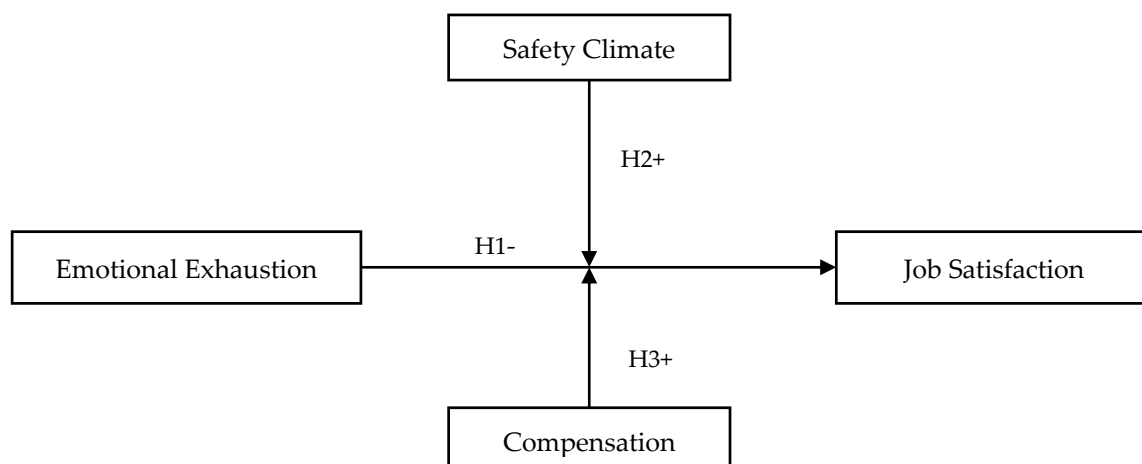 Safety Climate
H2+
H1-
Emotional Exhaustion
Job Satisfaction
H3+
Compensation